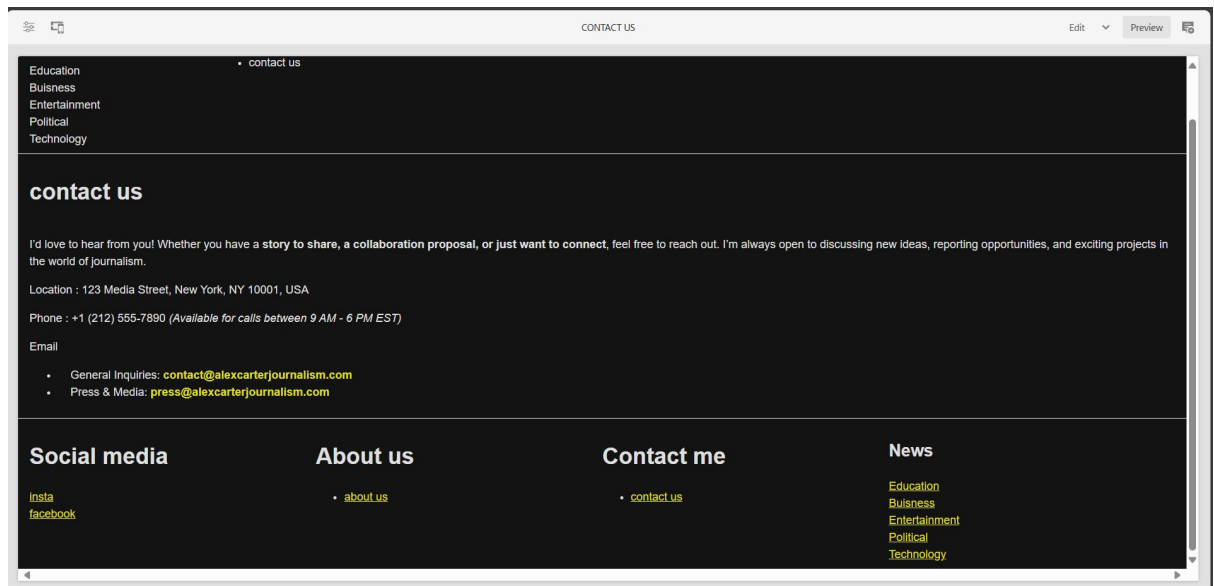 CONTACT US
Edit
Preview
Education
• contact us
Buisness
Entertainment
Political
Technology
contact us
I'd love to hear from you! Whether you have a story to share, a collaboration proposal, or just want to connect, feel free to reach out. I'm always open to discussing new ideas, reporting opportunities, and exciting projects in
the world of journalism.
Location : 123 Media Street, New York, NY 10001, USA
Phone : +1 (212) 555-7890 (Available for calls between 9 AM - 6 PM EST)
Email
• General Inquiries: contact@alexcarterjournalism.com
• Press & Media: press@alexcarterjournalism.com
Social media
insta
facebook
About us
• about us
Contact me
• contact us
News
Education
Buisness
Entertainment
Political
Technology